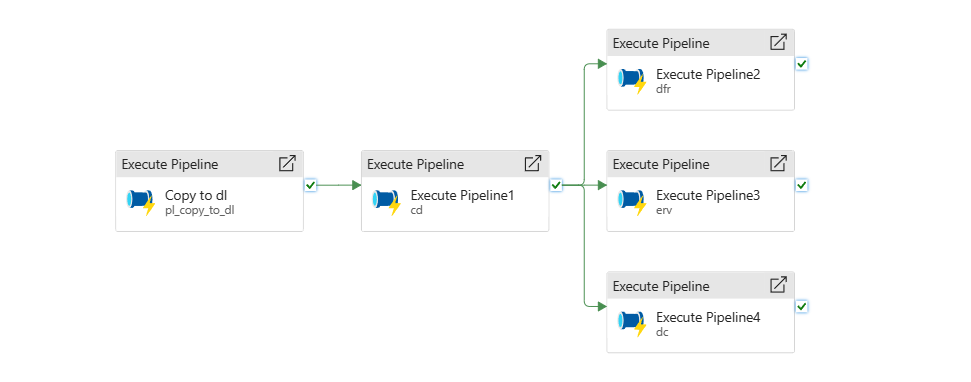 Execute Pipeline
Execute Pipeline2
dfr
Execute Pipeline
Copy to dl
pl_copy_to_dl
Execute Pipeline
Execute Pipeline1
cd
Execute Pipeline
Execute Pipeline3
erv
Execute Pipeline
Execute Pipeline4
dc